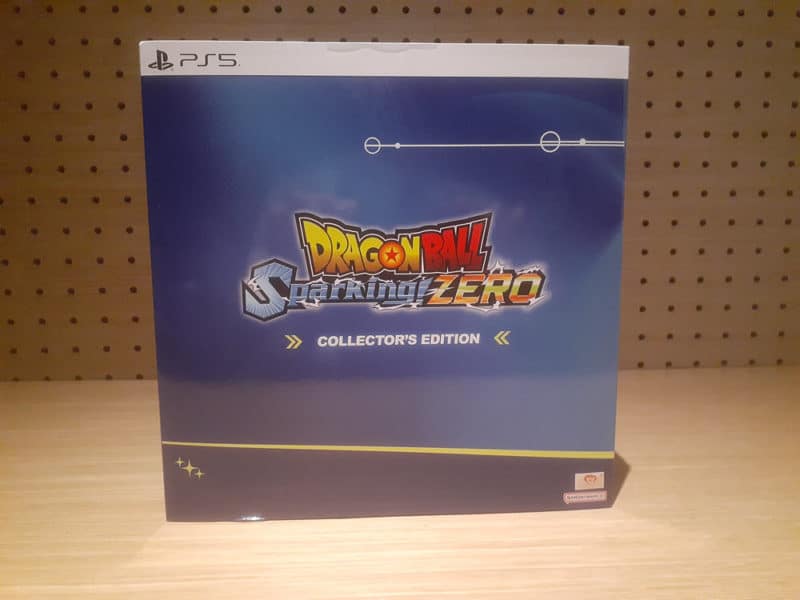 PS5
DRAGON BALL
Sparking! ZERO
COLLECTOR'S EDITION